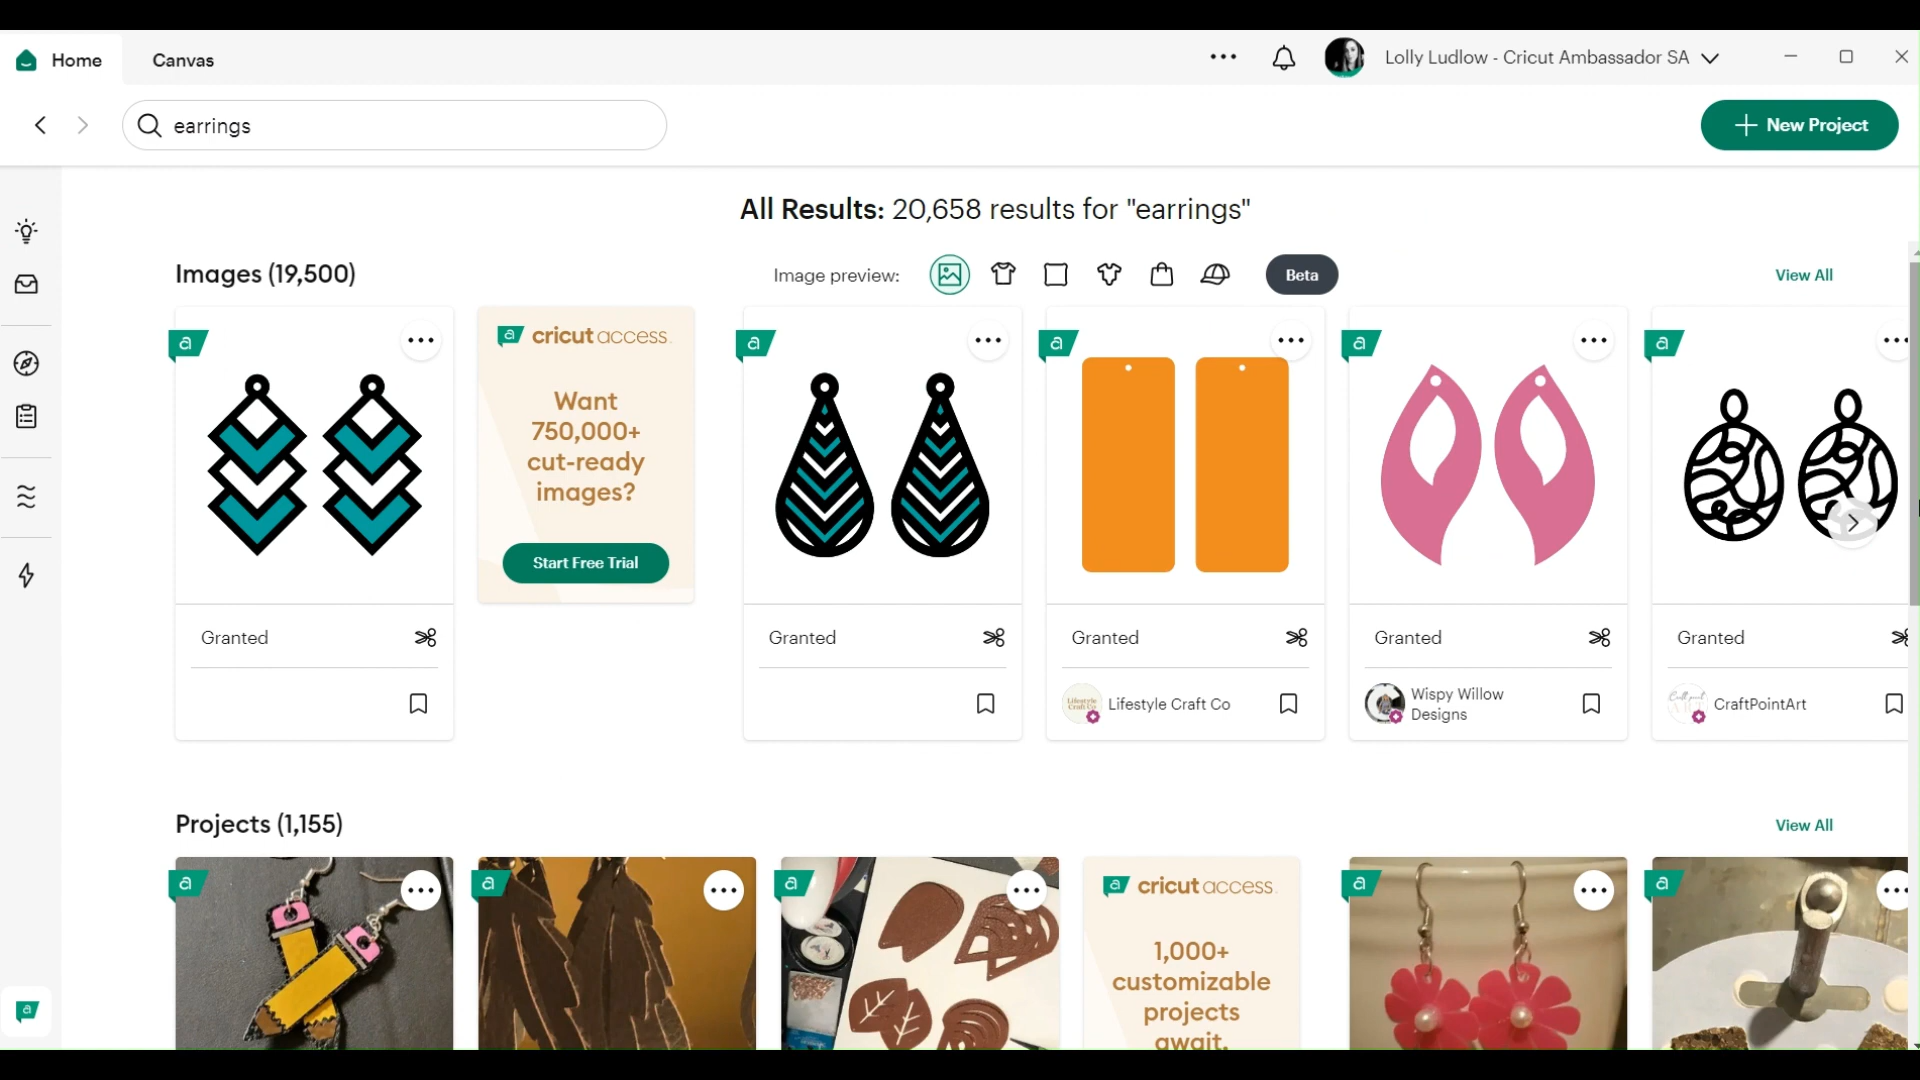 Home
Canvas
Lolly Ludlow - Cricut Ambassador SA
earrings
New Project
All Results: 20,658 results for "earrings"
Images (19,500)
Image preview:
Beta
View All
a
a cricut access.
Want
750,000+
cut-ready
images?
Start Free Trial
a
a
a
a
Granted
Granted
Granted
Granted
Granted
Lifestyle Craft Co
Wispy Willow
Designs
CraftPointArt
Projects (1,155)
View All
a
a
a
a cricut access.
1,000+
customizable
projects
await.
a
a
a